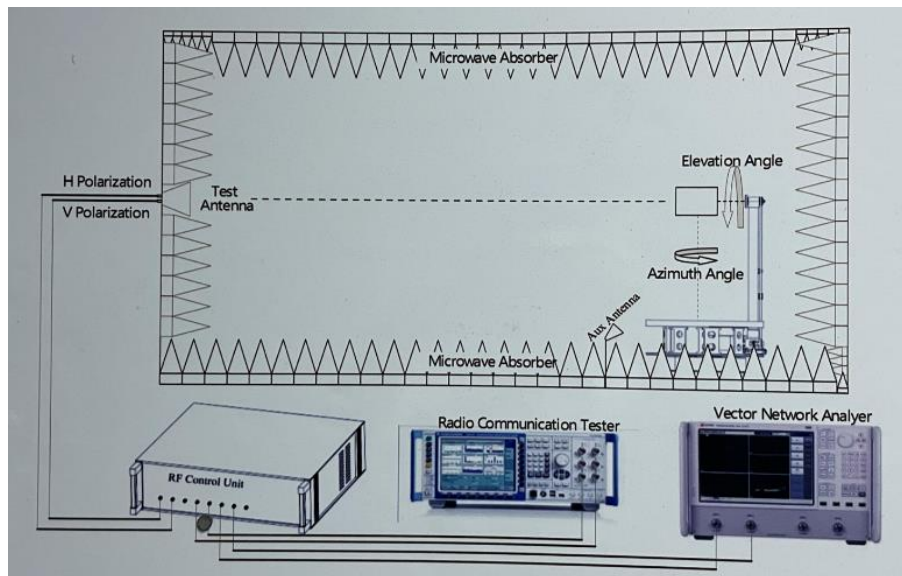 Microwave Absorber
Elevation Angle
H Polarization
Test
Antenna
V Polarization
Azimuth Angle
Aux Antenna
Microwave Absorber
Radio Communication Tester
Vector Network Analyer
RF Control Unit